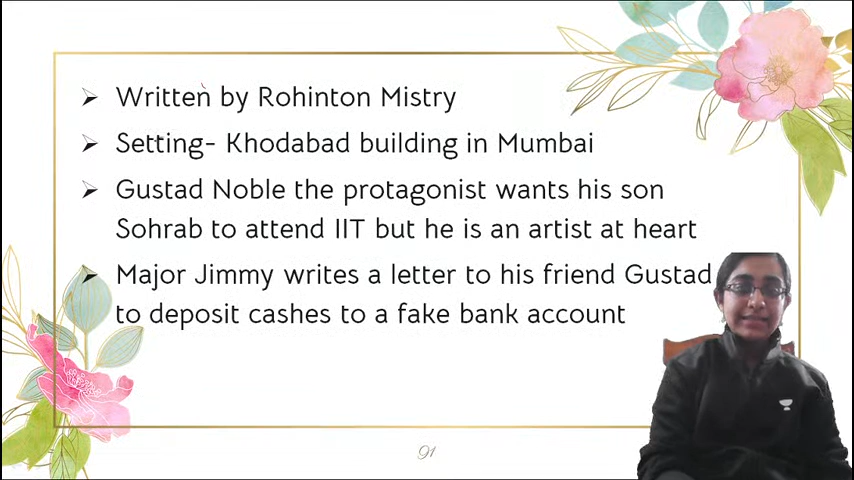 ➢ Written by Rohinton Mistry
➢ Setting- Khodabad building in Mumbai
➢ Gustad Noble the protagonist wants his son
Sohrab to attend IIT but he is an artist at heart
➢ Major Jimmy writes a letter to his friend Gustad
to deposit cashes to a fake bank account
91